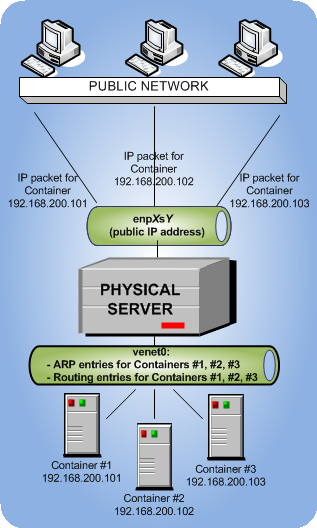 PUBLIC NETWORK
IP packet for
Container
192.168.200.101
IP packet for
Container
192.168.200.102
IP packet for
Container
192.168.200.103
enpXsY
(public IP address)
PHYSICAL
SERVER
venet0:
- ARP entries for Containers #1, #2, #3
- Routing entries for Containers #1, #2, #3
Container #1
192.168.200.101
Container #2
192.168.200.102
Container #3
192.168.200.103